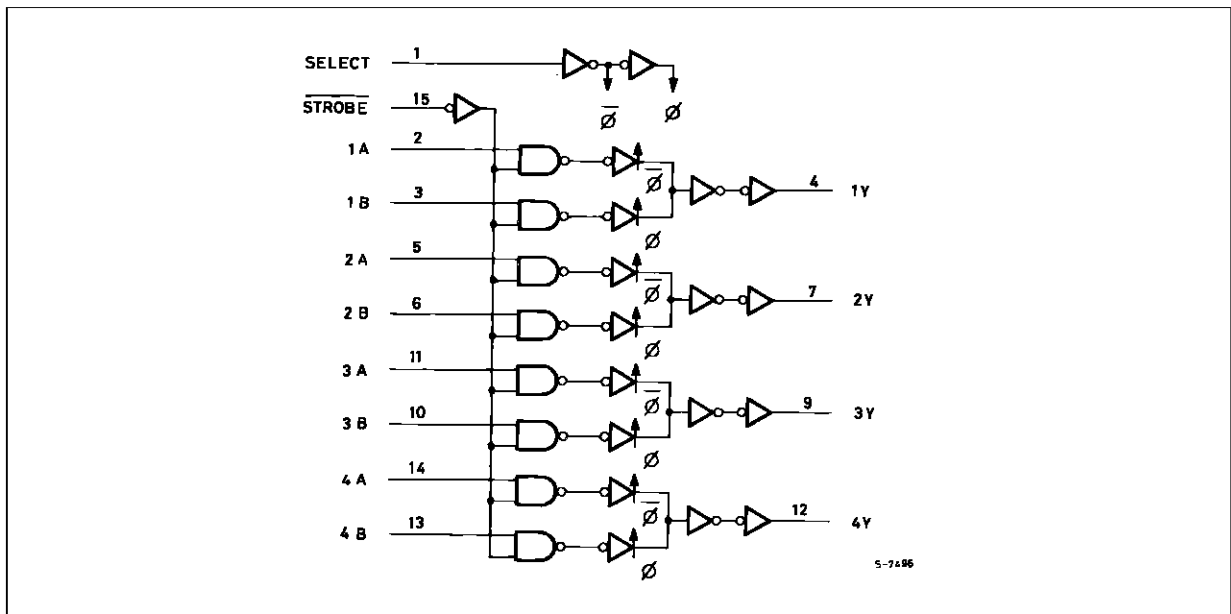 SELECT 1
STROBE 15
ø̅ ø
1A 2
ø̅
4 1Y
1B 3
ø
2A 5
ø̅
7 2Y
2B 6
ø
3A 11
ø̅
9 3Y
3B 10
ø
4A 14
ø̅
12 4Y
4B 13
ø
S-7486